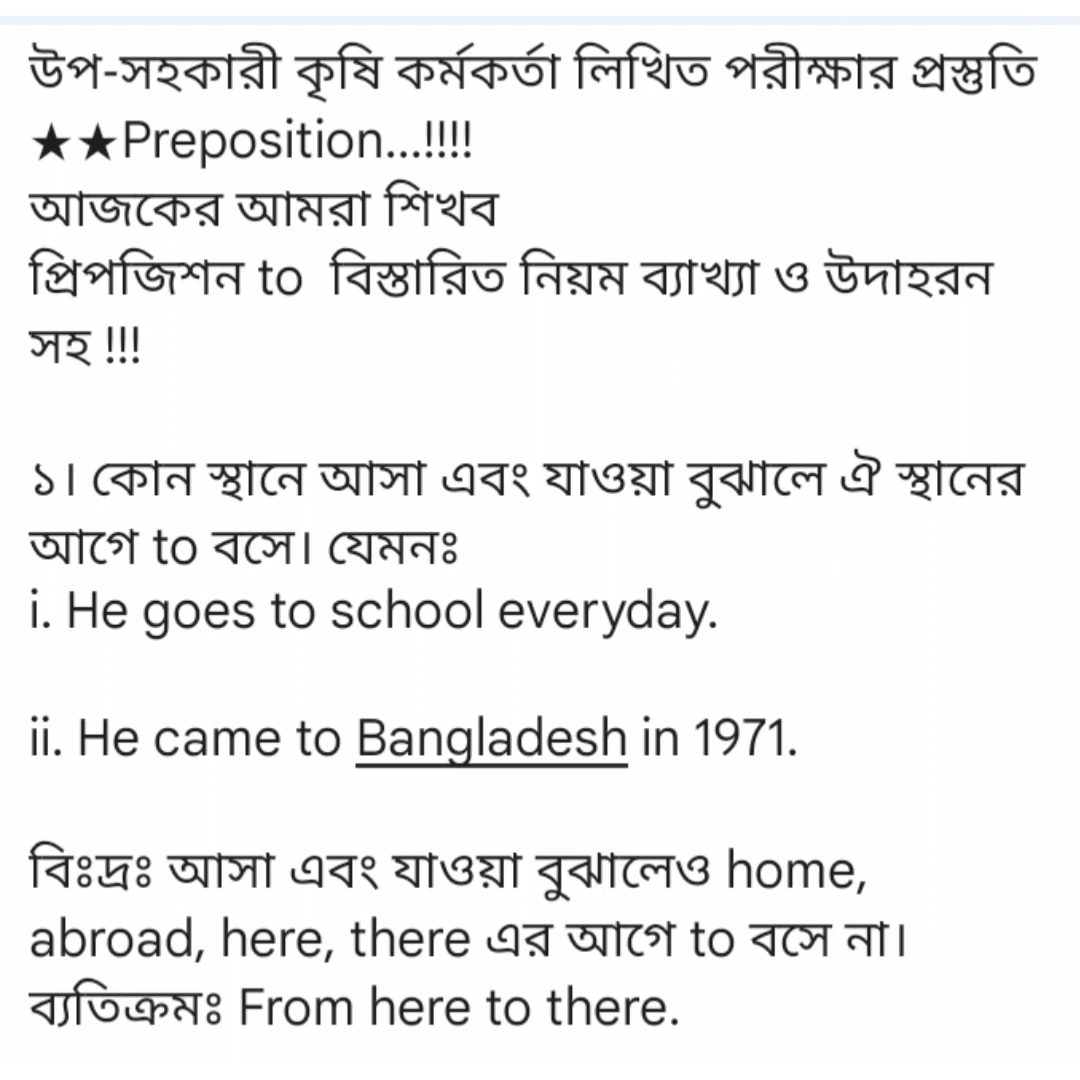 উপ-সহকারী কৃষি কর্মকর্তা লিখিত পরীক্ষার প্রস্তুতি
★★Preposition...!!!!
আজকের আমরা শিখব
প্রিপজিশন to বিস্তারিত নিয়ম ব্যাখ্যা ও উদাহরন
সহ !!!
১। কোন স্থানে আসা এবং যাওয়া বুঝালে ঐ স্থানের
আগে to বসে। যেমনঃ
i. He goes to school everyday.
ii. He came to Bangladesh in 1971.
বিঃদ্রঃ আসা এবং যাওয়া বুঝালেও home,
abroad, here, there এর আগে to বসে না।
ব্যতিক্রমঃ From here to there.